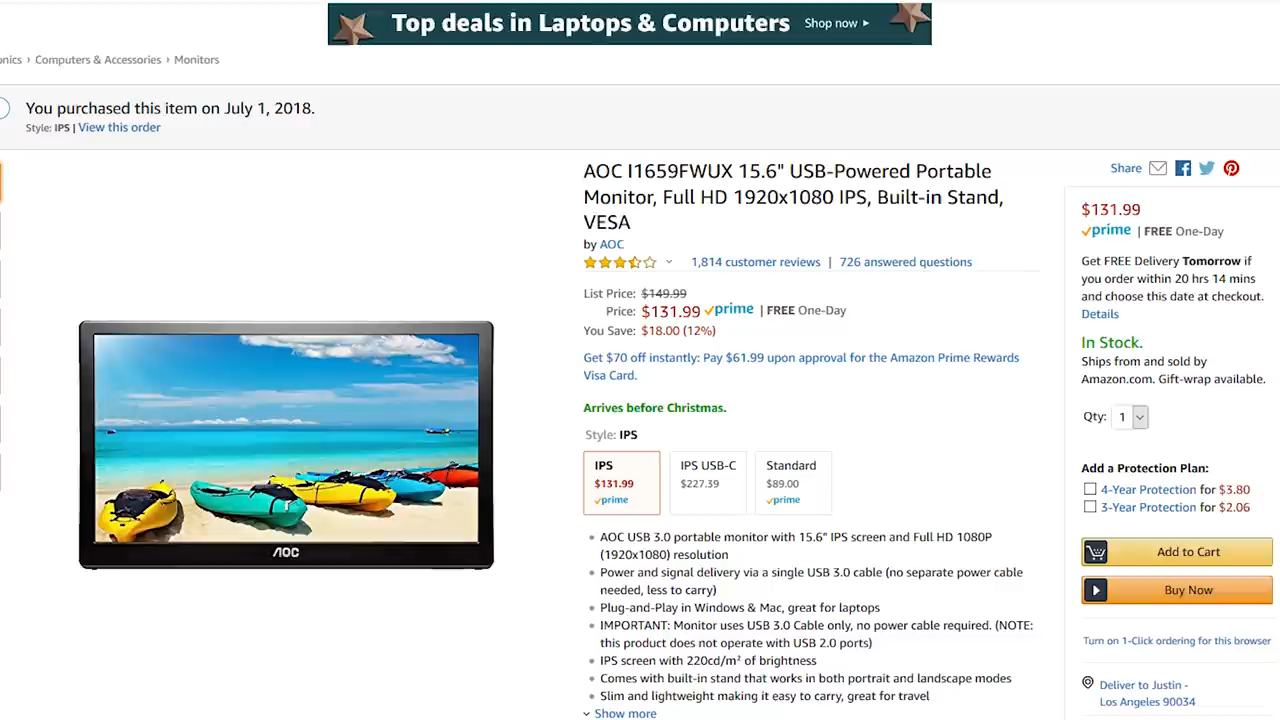 Top deals in Laptops & Computers Shop now
onics › Computers & Accessories › Monitors
You purchased this item on July 1, 2018.
Style: IPS | View this order
AOC I1659FWUX 15.6" USB-Powered Portable
Monitor, Full HD 1920x1080 IPS, Built-in Stand,
VESA
by AOC
1,814 customer reviews | 726 answered questions
List Price: $149.99
Price: $131.99 prime | FREE One-Day
You Save: $18.00 (12%)
Get $70 off instantly: Pay $61.99 upon approval for the Amazon Prime Rewards
Visa Card.
Arrives before Christmas.
Style: IPS
IPS
$131.99
prime
IPS USB-C
$227.39
Standard
$89.00
prime
• AOC USB 3.0 portable monitor with 15.6" IPS screen and Full HD 1080P
(1920x1080) resolution
• Power and signal delivery via a single USB 3.0 cable (no separate power cable
needed, less to carry)
• Plug-and-Play in Windows & Mac, great for laptops
• IMPORTANT: Monitor uses USB 3.0 Cable only, no power cable required. (NOTE:
this product does not operate with USB 2.0 ports)
• IPS screen with 220cd/m² of brightness
• Comes with built-in stand that works in both portrait and landscape modes
• Slim and lightweight making it easy to carry, great for travel
Show more
AOC
Share
$131.99
prime | FREE One-Day
Get FREE Delivery Tomorrow if
you order within 20 hrs 14 mins
and choose this date at checkout.
Details
In Stock.
Ships from and sold by
Amazon.com. Gift-wrap available.
Qty: 1
Add a Protection Plan:
4-Year Protection for $3.80
3-Year Protection for $2.06
Add to Cart
Buy Now
Turn on 1-Click ordering for this browser
Deliver to Justin -
Los Angeles 90034